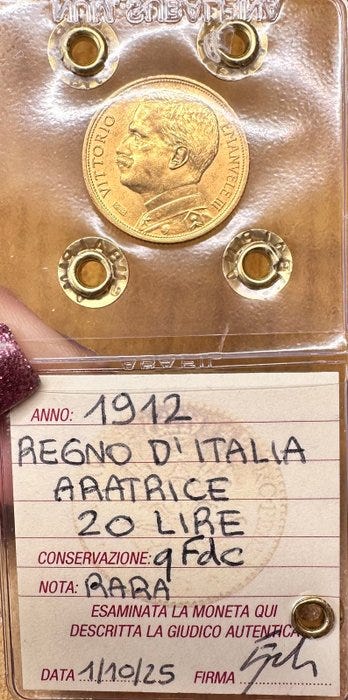 VITTORIO EMANUELE III
ANNO: 1912
REGNO D'ITALIA
ARATRICE
20 LIRE
CONSERVAZIONE: qFdc
NOTA: RARA
ESAMINATA LA MONETA QUI
DESCRITTA LA GIUDICO AUTENTICA
DATA 1/10/25 FIRMA